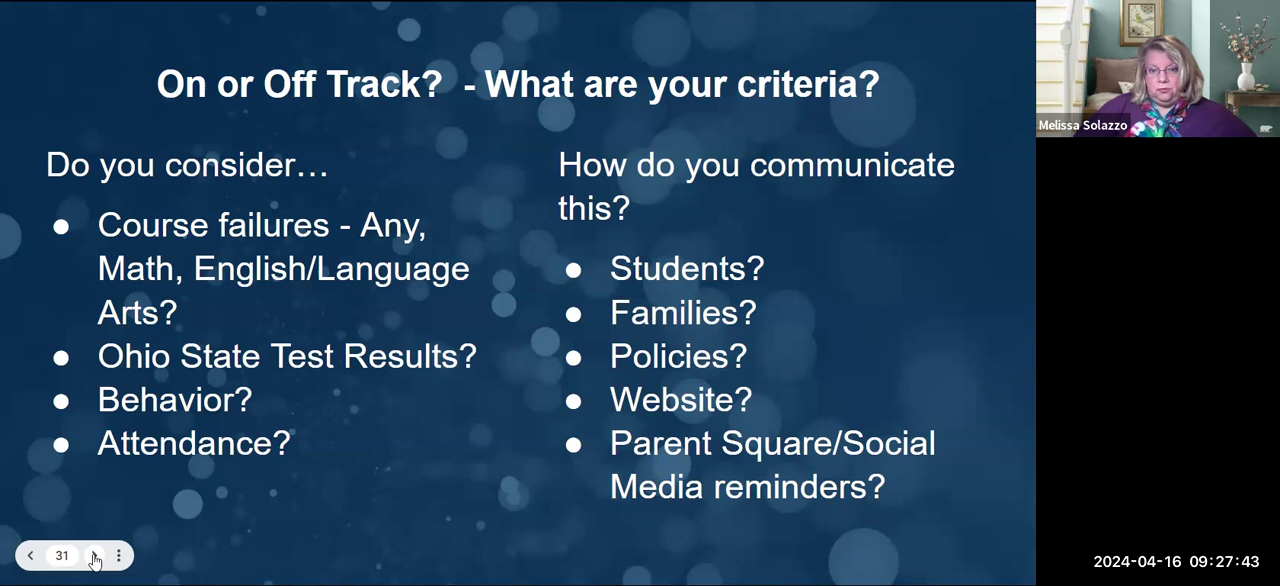 On or Off Track?  - What are your criteria?
Do you consider…
● Course failures - Any,
Math, English/Language
Arts?
● Ohio State Test Results?
● Behavior?
● Attendance?
How do you communicate
this?
● Students?
● Families?
● Policies?
● Website?
● Parent Square/Social
Media reminders?
31
Melissa Solazzo
2024-04-16 09:27:43